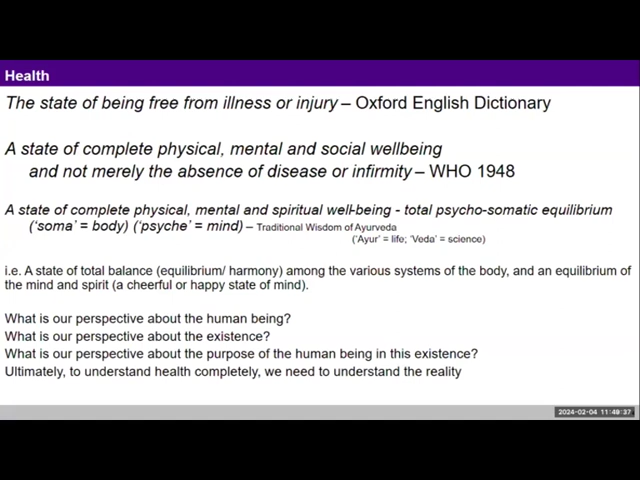 Health
The state of being free from illness or injury – Oxford English Dictionary
A state of complete physical, mental and social wellbeing
and not merely the absence of disease or infirmity – WHO 1948
A state of complete physical, mental and spiritual well-being - total psycho-somatic equilibrium
('soma' = body) ('psyche' = mind) – Traditional Wisdom of Ayurveda
('Ayur' = life; 'Veda' = science)
i.e. A state of total balance (equilibrium/ harmony) among the various systems of the body, and an equilibrium of
the mind and spirit (a cheerful or happy state of mind).
What is our perspective about the human being?
What is our perspective about the existence?
What is our perspective about the purpose of the human being in this existence?
Ultimately, to understand health completely, we need to understand the reality
2024-02-04 11:49:37